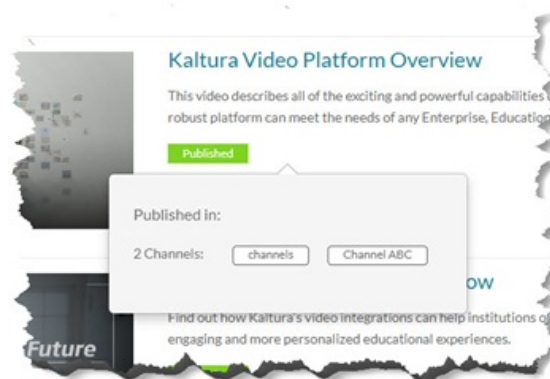 Kaltura Video Platform Overview
This video describes all of the exciting and powerful capabilities
robust platform can meet the needs of any Enterprise, Education
Published
Published in:
2 Channels: channels Channel ABC
ow
Find out how Kaltura's video integrations can help institutions of
engaging and more personalized educational experiences.
Future